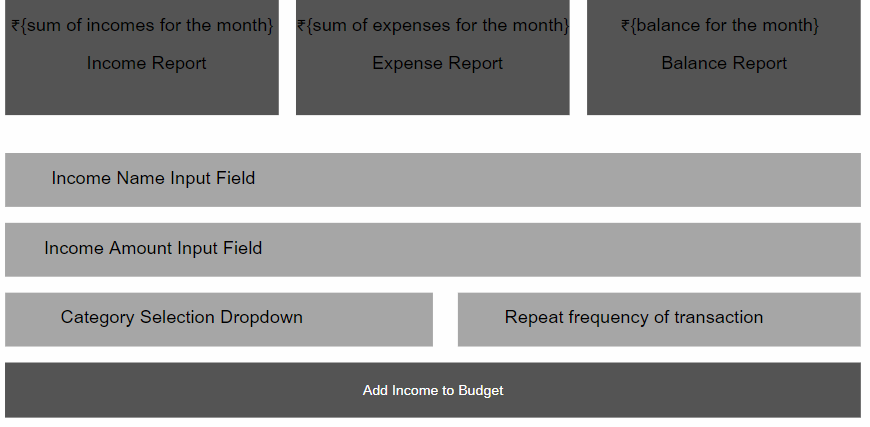 ₹{sum of incomes for the month}
₹{sum of expenses for the month}
₹{balance for the month}
Income Report
Expense Report
Balance Report
Income Name Input Field
Income Amount Input Field
Category Selection Dropdown
Repeat frequency of transaction
Add Income to Budget